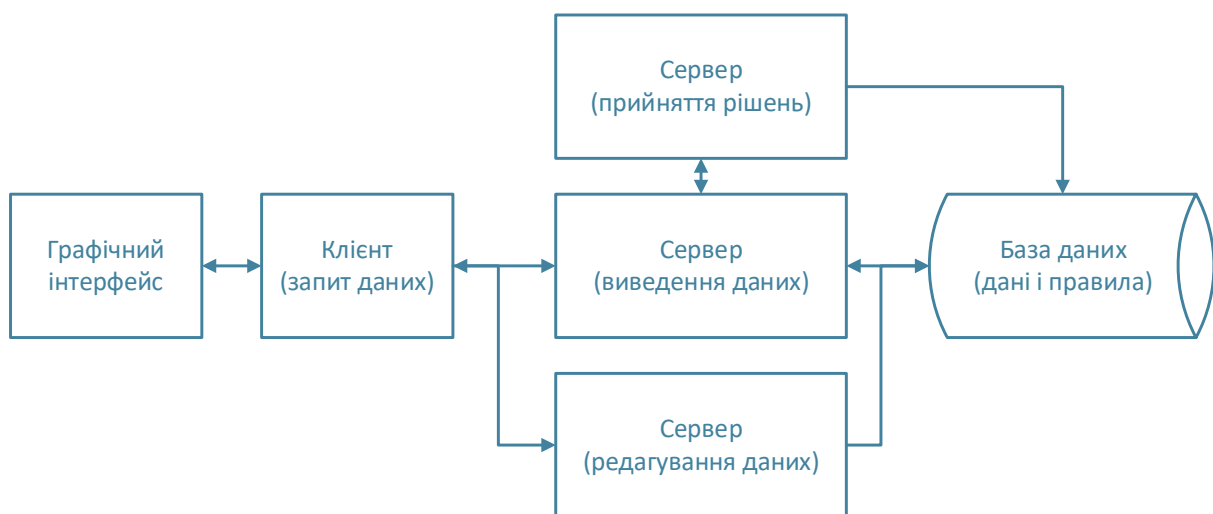 Сервер
(прийняття рішень)
Графічний
інтерфейс
Клієнт
(запит даних)
Сервер
(виведення даних)
База даних
(дані і правила)
Сервер
(редагування даних)